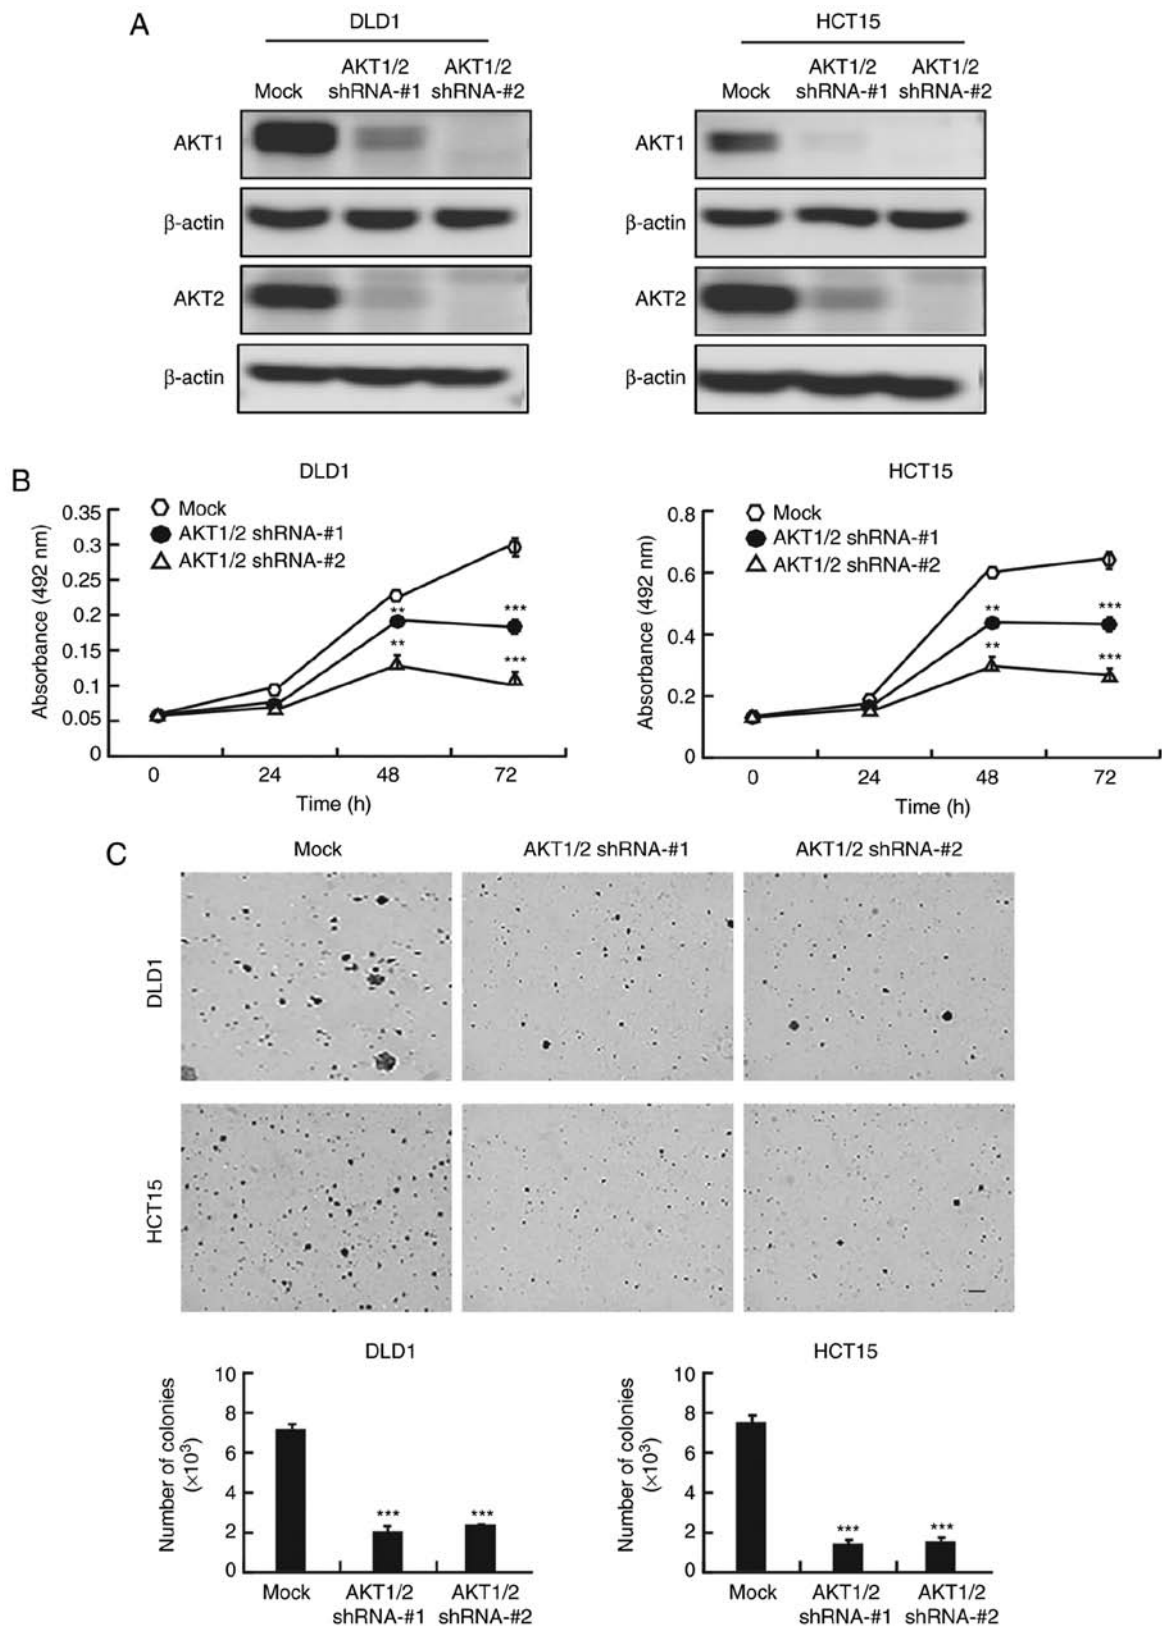 A
DLD1
HCT15
Mock
AKT1/2
shRNA-#1
AKT1/2
shRNA-#2
Mock
AKT1/2
shRNA-#1
AKT1/2
shRNA-#2
AKT1
AKT1
β-actin
β-actin
AKT2
AKT2
β-actin
β-actin
B
DLD1
Mock
AKT1/2 shRNA-#1
AKT1/2 shRNA-#2
Absorbance (492 nm)
0.35
0.3
0.25
0.2
0.15
0.1
0.05
0
**
***
**
***
0
24
48
72
Time (h)
HCT15
Mock
AKT1/2 shRNA-#1
AKT1/2 shRNA-#2
Absorbance (492 nm)
0.8
0.6
0.4
0.2
0
**
***
**
***
0
24
48
72
Time (h)
C
Mock
AKT1/2 shRNA-#1
AKT1/2 shRNA-#2
DLD1
HCT15
DLD1
Number of colonies
(×10³)
10
8
6
4
2
0
***
***
Mock
AKT1/2
shRNA-#1
AKT1/2
shRNA-#2
HCT15
Number of colonies
(×10³)
10
8
6
4
2
0
***
***
Mock
AKT1/2
shRNA-#1
AKT1/2
shRNA-#2